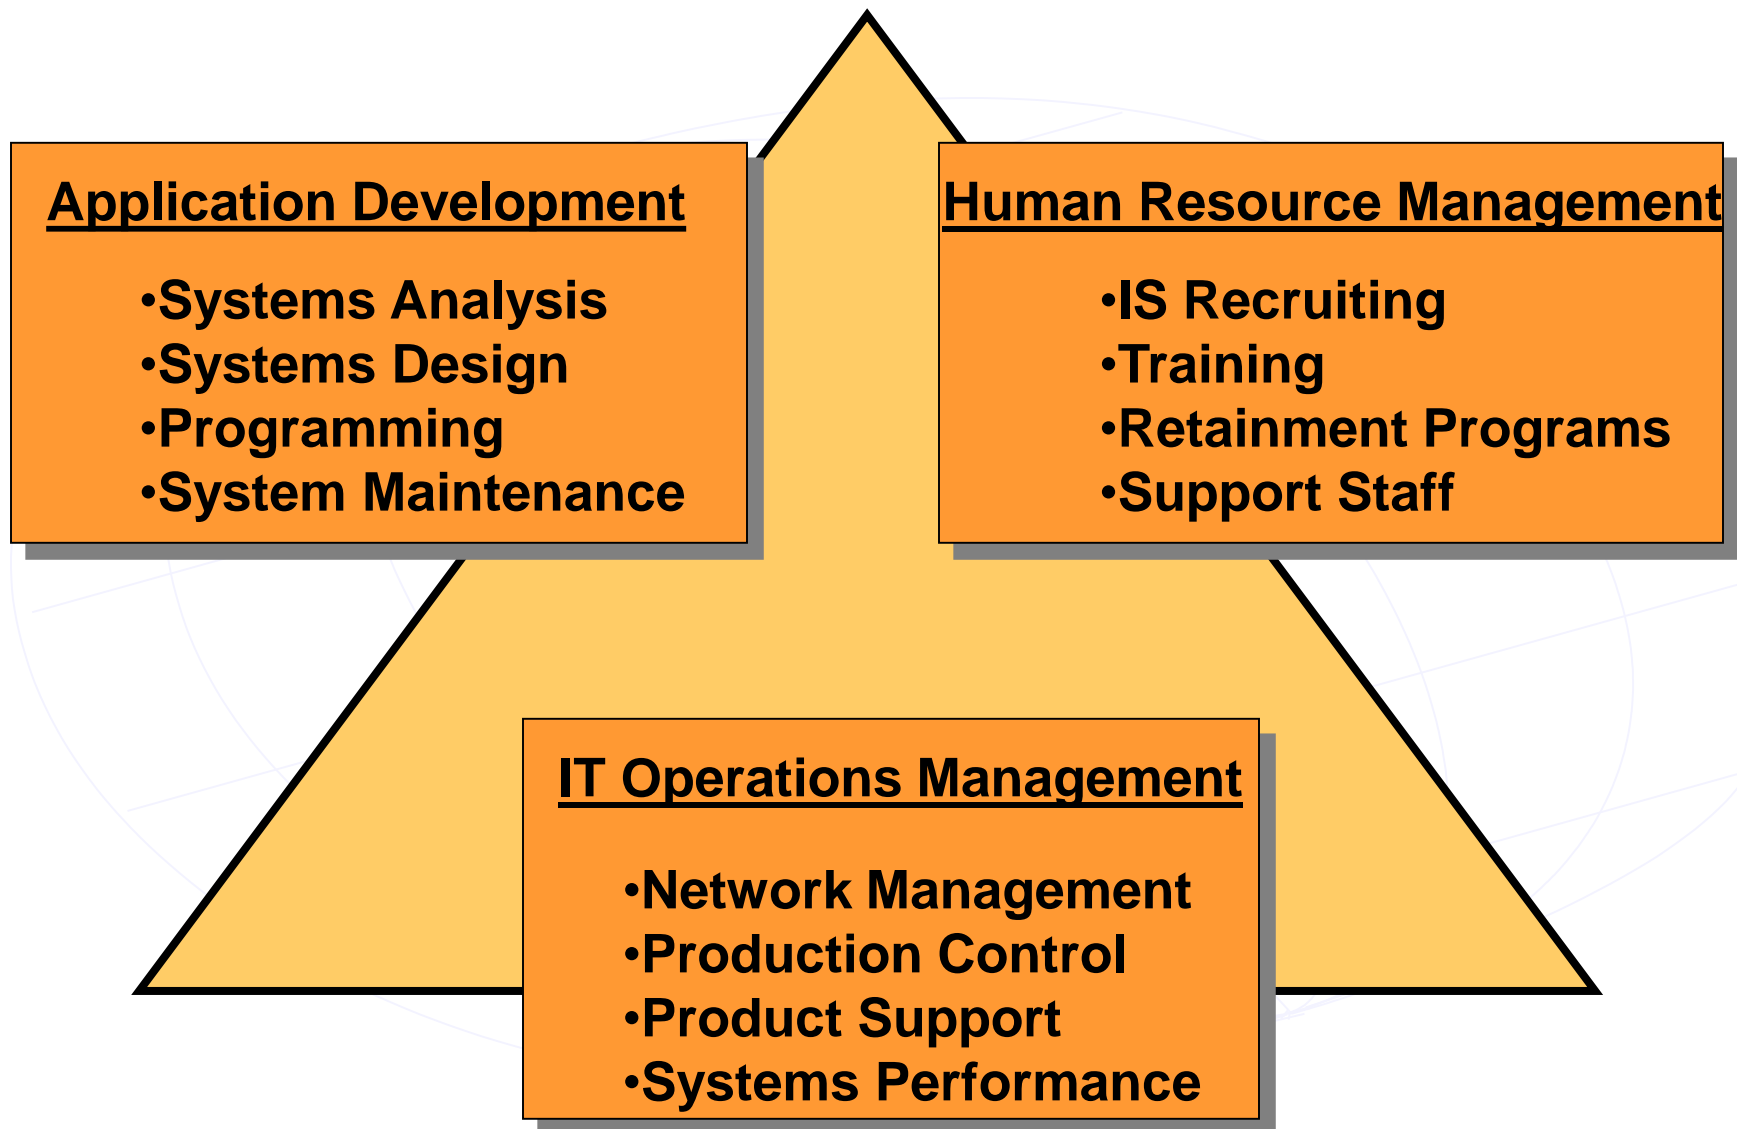 Application Development
•Systems Analysis
•Systems Design
•Programming
•System Maintenance
Human Resource Management
•IS Recruiting
•Training
•Retainment Programs
•Support Staff
IT Operations Management
•Network Management
•Production Control
•Product Support
•Systems Performance